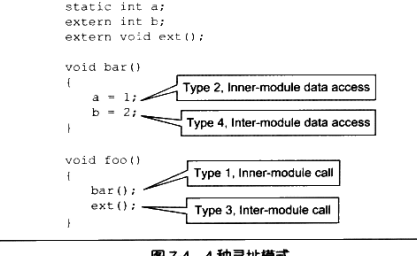 static int a;
extern int b;
extern void ext();
void bar()
{
a = 1;
Type 2, Inner-module data access
b = 2;
Type 4, Inter-module data access
}
void foo()
{
Type 1, Inner-module call
bar();
ext();
Type 3, Inter-module call
}
图 7-4 4 种寻址模式